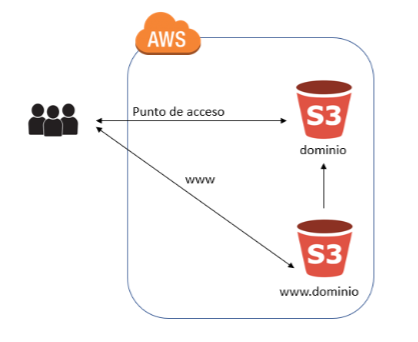 AWS
Punto de acceso
S3
dominio
www
S3
www.dominio